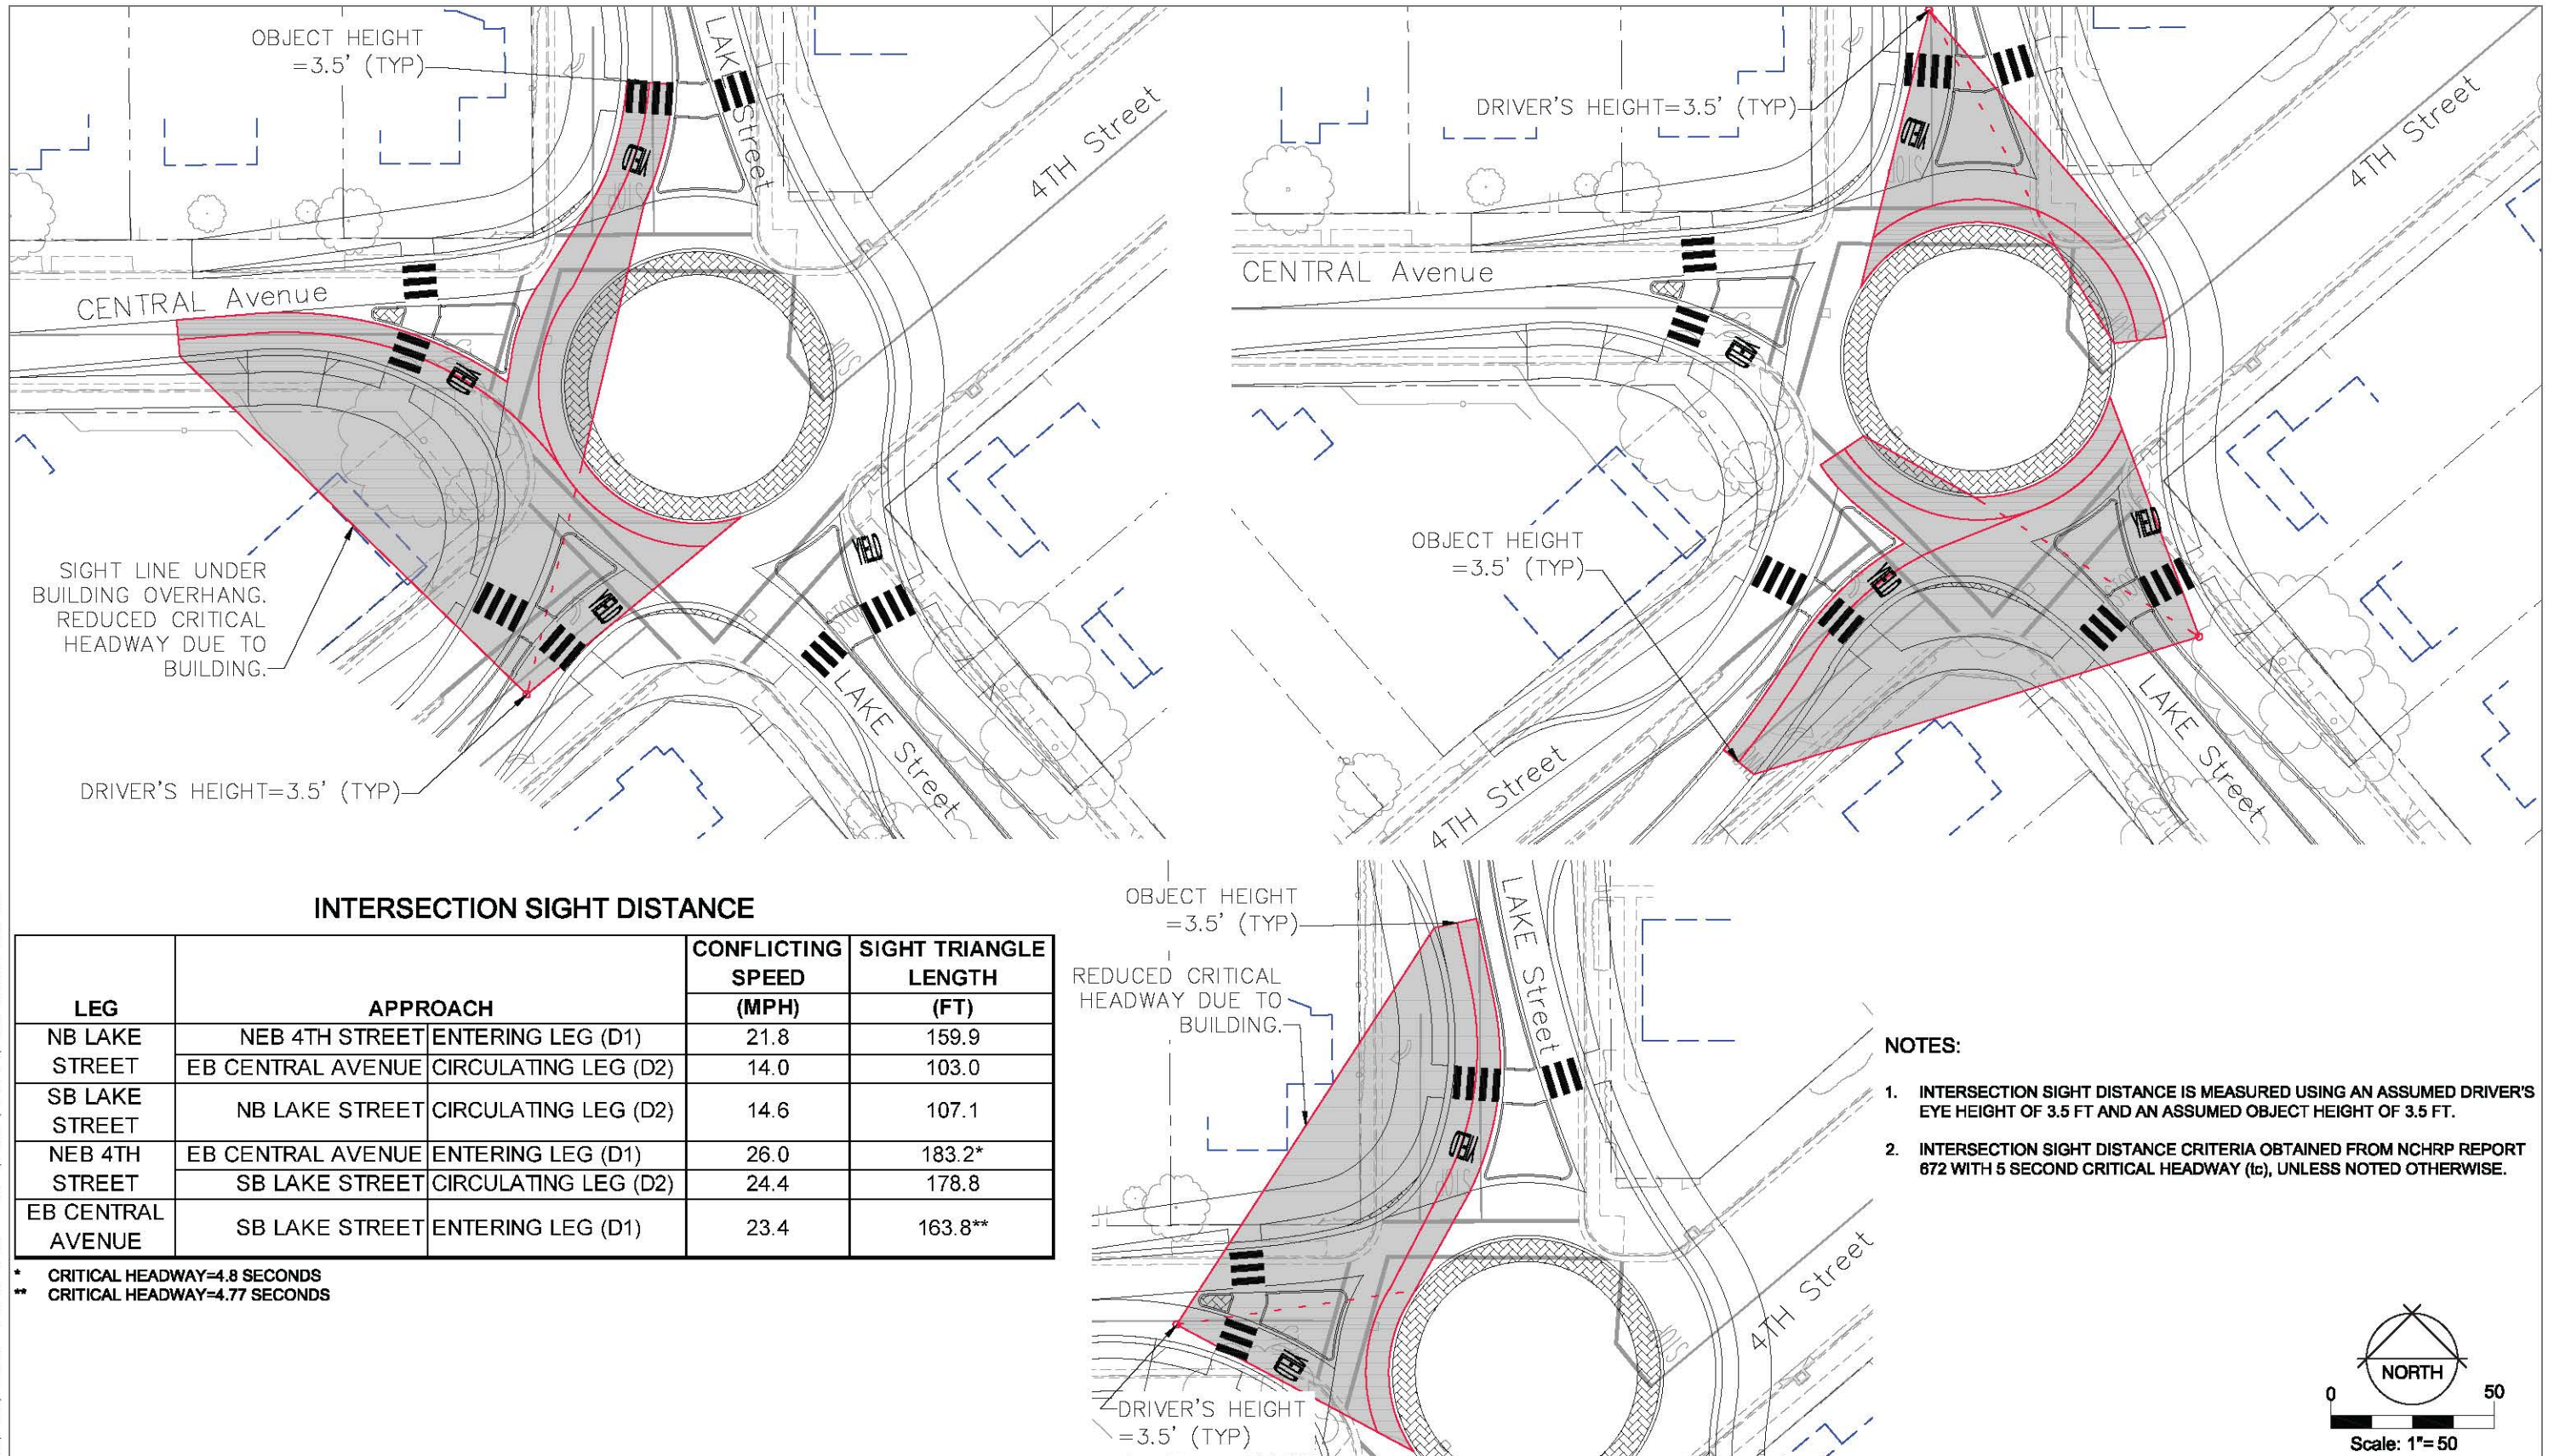 OBJECT HEIGHT
=3.5' (TYP)
LAKE Street
4TH Street
YIELD
CENTRAL Avenue
YIELD
SIGHT LINE UNDER
BUILDING OVERHANG.
REDUCED CRITICAL
HEADWAY DUE TO
BUILDING.
YIELD
YIELD
LAKE Street
DRIVER'S HEIGHT=3.5' (TYP)
DRIVER'S HEIGHT=3.5' (TYP)
4TH Street
YIELD
CENTRAL Avenue
YIELD
OBJECT HEIGHT
=3.5' (TYP)
YIELD
YIELD
LAKE Street
4TH Street
INTERSECTION SIGHT DISTANCE
LEG APPROACH CONFLICTING SPEED (MPH) SIGHT TRIANGLE LENGTH (FT)
NB LAKE STREET NEB 4TH STREET ENTERING LEG (D1) 21.8 159.9
EB CENTRAL AVENUE CIRCULATING LEG (D2) 14.0 103.0
SB LAKE STREET NB LAKE STREET CIRCULATING LEG (D2) 14.6 107.1
NEB 4TH STREET EB CENTRAL AVENUE ENTERING LEG (D1) 26.0 183.2*
SB LAKE STREET CIRCULATING LEG (D2) 24.4 178.8
EB CENTRAL AVENUE SB LAKE STREET ENTERING LEG (D1) 23.4 163.8**
* CRITICAL HEADWAY=4.8 SECONDS
** CRITICAL HEADWAY=4.77 SECONDS
OBJECT HEIGHT
=3.5' (TYP)
REDUCED CRITICAL
HEADWAY DUE TO
BUILDING.
LAKE Street
YIELD
4TH Street
YIELD
DRIVER'S HEIGHT
=3.5' (TYP)
NOTES:
1. INTERSECTION SIGHT DISTANCE IS MEASURED USING AN ASSUMED DRIVER'S
EYE HEIGHT OF 3.5 FT AND AN ASSUMED OBJECT HEIGHT OF 3.5 FT.
2. INTERSECTION SIGHT DISTANCE CRITERIA OBTAINED FROM NCHRP REPORT
672 WITH 5 SECOND CRITICAL HEADWAY (tc), UNLESS NOTED OTHERWISE.
NORTH
0 50
Scale: 1"= 50